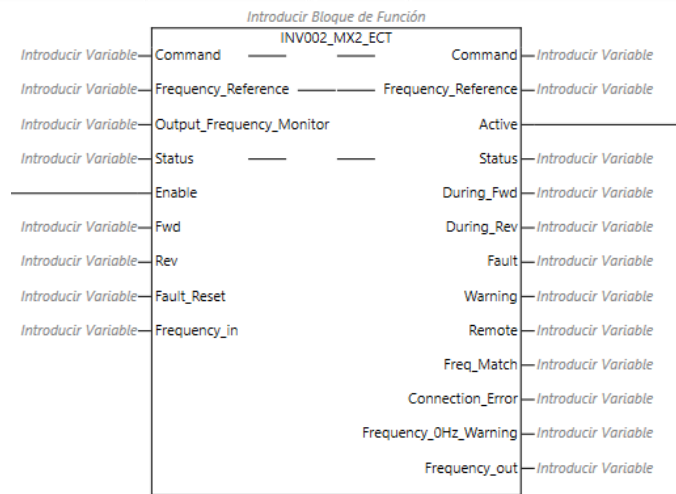 Introducir Bloque de Función
INV002_MX2_ECT
Introducir Variable Command Command Introducir Variable
Introducir Variable Frequency_Reference Frequency_Reference Introducir Variable
Introducir Variable Output_Frequency_Monitor Active
Introducir Variable Status Status Introducir Variable
Enable During_Fwd Introducir Variable
Introducir Variable Fwd During_Rev Introducir Variable
Introducir Variable Rev Fault Introducir Variable
Introducir Variable Fault_Reset Warning Introducir Variable
Introducir Variable Frequency_in Remote Introducir Variable
Freq_Match Introducir Variable
Connection_Error Introducir Variable
Frequency_0Hz_Warning Introducir Variable
Frequency_out Introducir Variable